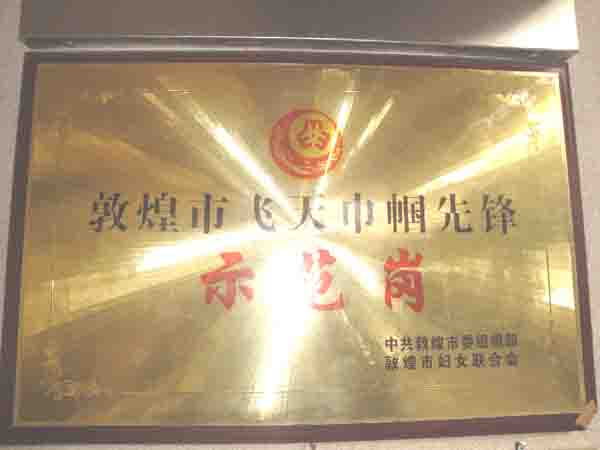 敦煌市飞天巾帼先锋
示范岗
中共敦煌市委组织部
敦煌市妇女联合会